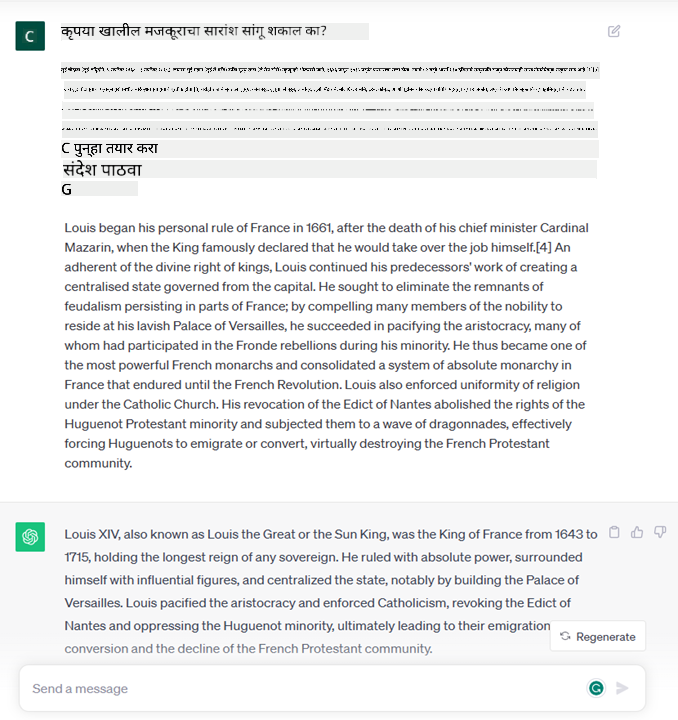 C
कृपया खालील मजकूराचा सारांश सांगू शकाल का?
C पुन्हा तयार करा
संदेश पाठवा
G
Louis began his personal rule of France in 1661, after the death of his chief minister Cardinal
Mazarin, when the King famously declared that he would take over the job himself.[4] An
adherent of the divine right of kings, Louis continued his predecessors' work of creating a
centralised state governed from the capital. He sought to eliminate the remnants of
feudalism persisting in parts of France; by compelling many members of the nobility to
reside at his lavish Palace of Versailles, he succeeded in pacifying the aristocracy, many of
whom had participated in the Fronde rebellions during his minority. He thus became one of
the most powerful French monarchs and consolidated a system of absolute monarchy in
France that endured until the French Revolution. Louis also enforced uniformity of religion
under the Catholic Church. His revocation of the Edict of Nantes abolished the rights of the
Huguenot Protestant minority and subjected them to a wave of dragonnades, effectively
forcing Huguenots to emigrate or convert, virtually destroying the French Protestant
community.
Louis XIV, also known as Louis the Great or the Sun King, was the King of France from 1643 to
1715, holding the longest reign of any sovereign. He ruled with absolute power, surrounded
himself with influential figures, and centralized the state, notably by building the Palace of
Versailles. Louis pacified the aristocracy and enforced Catholicism, revoking the Edict of
Nantes and oppressing the Huguenot minority, ultimately leading to their emigration
Regenerate
conversion and the decline of the French Protestant community.
Send a message